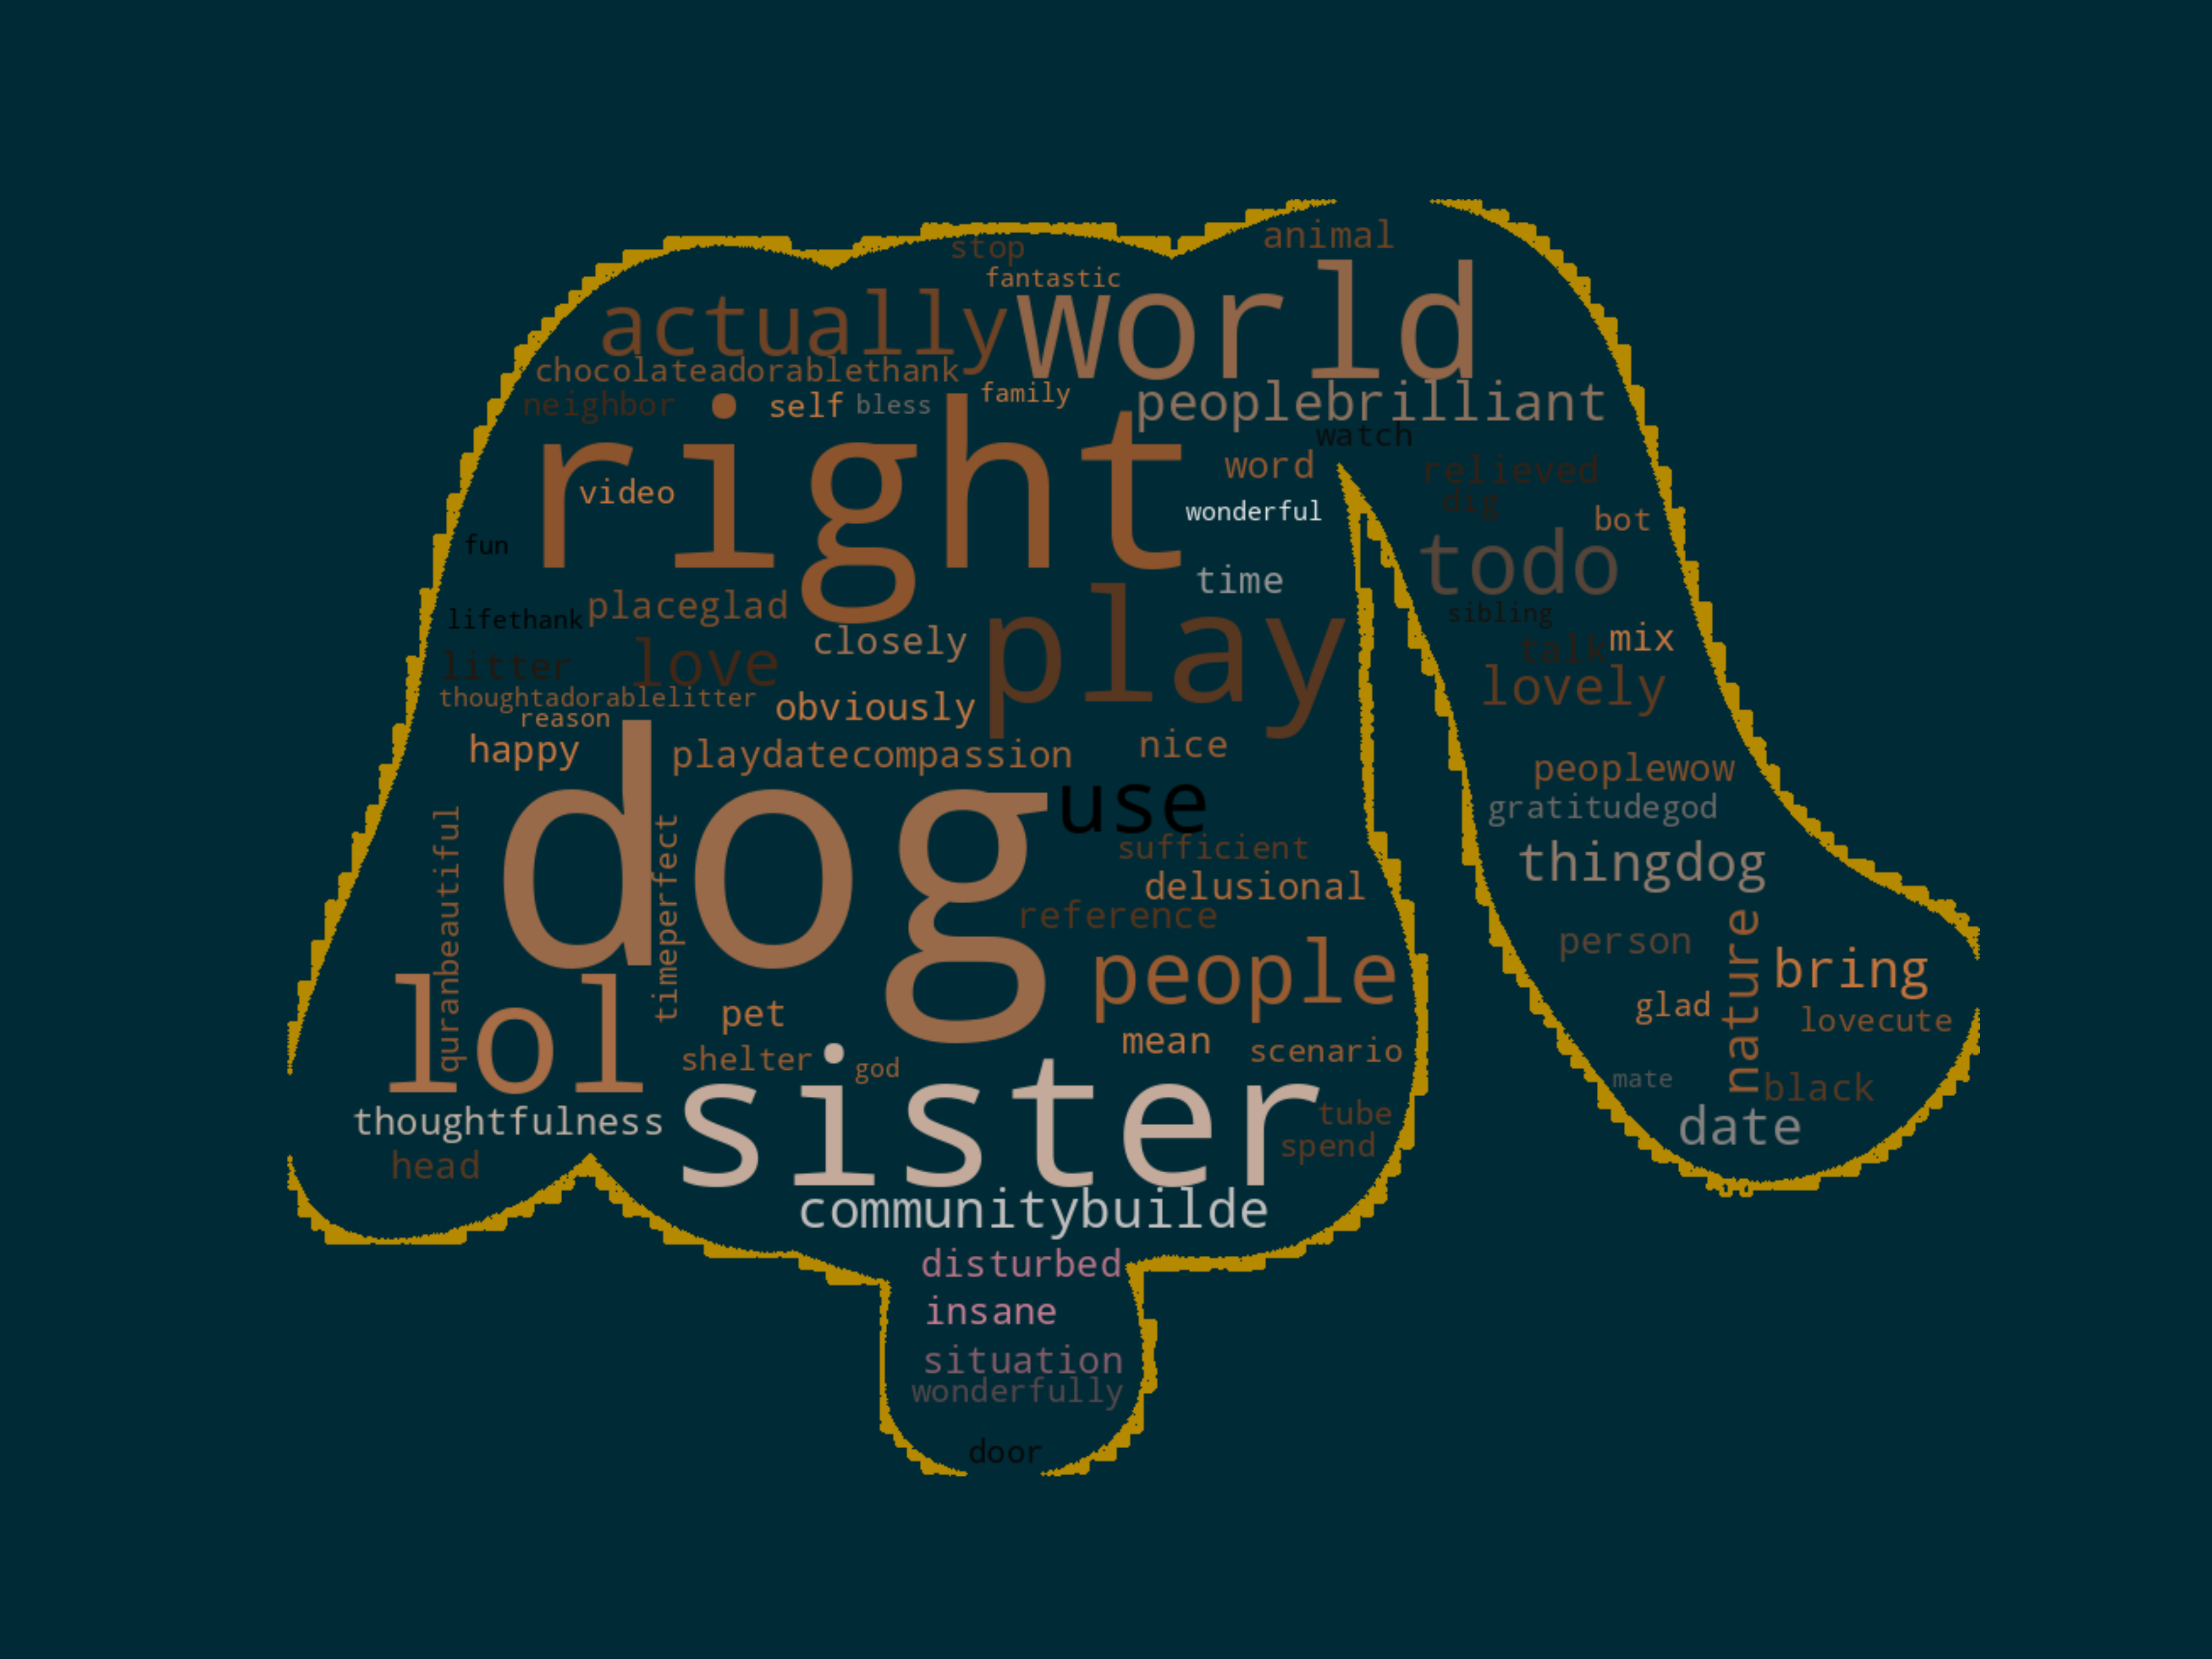 animal
stop
fantastic
world
actually
chocolateadorablethank
family
peoplebrilliant
neighbor
self
bless
watch
right
word
relieved
video
dig
wonderful
bot
fun
todo
time
placeglad
lifethank
sibling
play
closely
mix
talk
love
litter
lovely
thoughtadorablelitter
obviously
reason
happy
playdatecompassion
nice
peoplewow
use
gratitudegod
dog
sufficient
thingdog
delusional
quranbeautiful
timeperfect
reference
person
people
bring
nature
lol
pet
glad
lovecute
mean
scenario
shelter
god
mate
black
sister
thoughtfulness
tube
date
spend
head
communitybuilde
disturbed
insane
situation
wonderfully
door